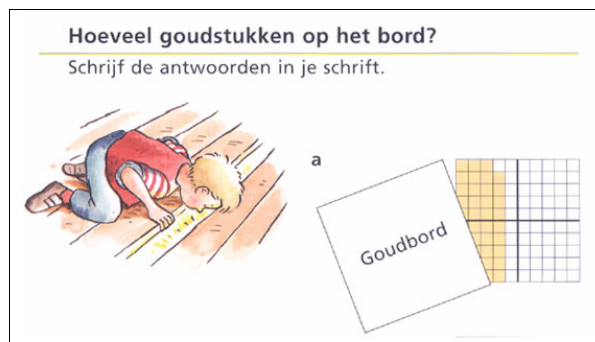 Hoeveel goudstukken op het bord?
Schrijf de antwoorden in je schrift.
a
Goudbord